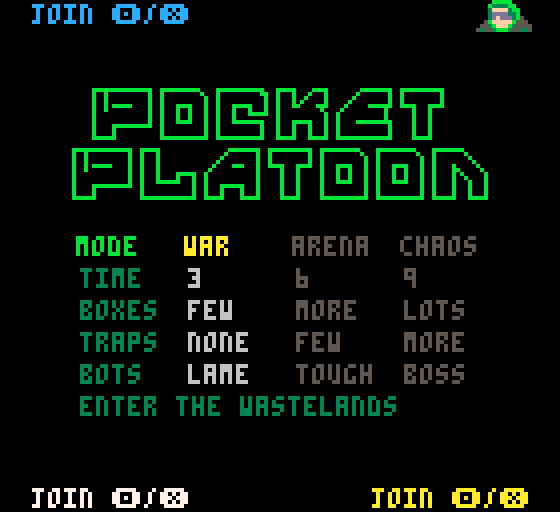 JOIN 🅾️/❎
POCKET
PLATOON
MODE WAR ARENA CHAOS
TIME 3 6 9
BOXES FEW MORE LOTS
TRAPS NONE FEW MORE
BOTS LAME TOUGH BOSS
ENTER THE WASTELANDS
JOIN 🅾️/❎ JOIN 🅾️/❎